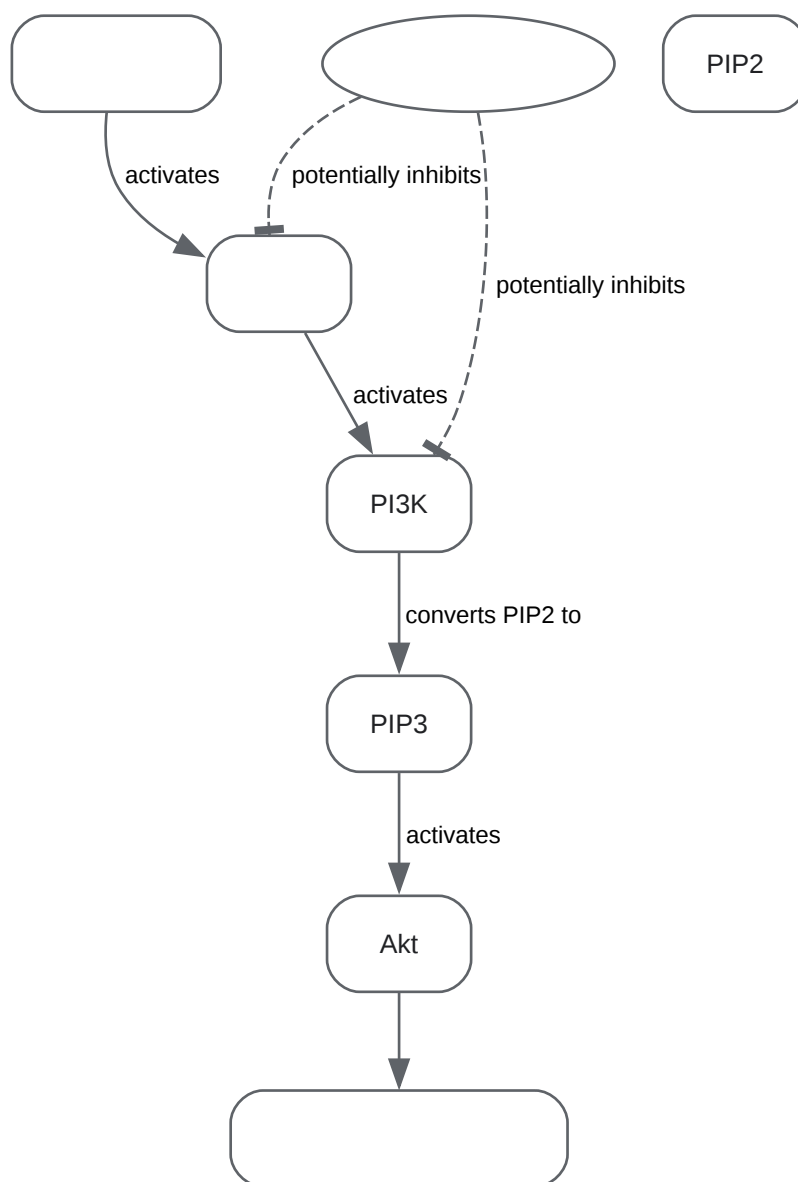 PIP2
activates
potentially inhibits
potentially inhibits
activates
PI3K
converts PIP2 to
PIP3
activates
Akt